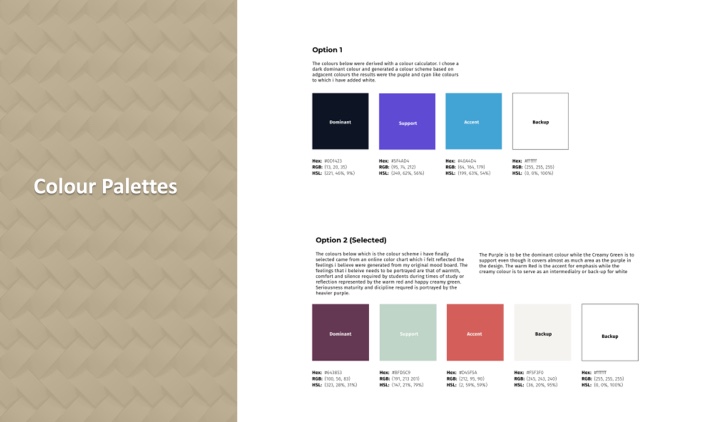 Colour Palettes
Option 1
The colours below were derived with a colour calculator. I chose a
dark dominant colour and generated a colour scheme based on
adjacent colours the results were the puple and cyan like colours
to which i have added white.
Dominant
Support
Accent
Backup
Hex: #0D1423
RGB: (13, 20, 35)
HSL: (221, 46%, 9%)
Hex: #5F4AD4
RGB: (95, 74, 212)
HSL: (249, 62%, 56%)
Hex: #40A4D4
RGB: (64, 164, 179)
HSL: (199, 63%, 54%)
Hex: #ffffff
RGB: (255, 255, 255)
HSL: (0, 0%, 100%)
Option 2 (Selected)
The colours below which is the colour scheme i have finally
selected came from an online color chart which i felt reflected the
feelings I believe were generated from my original mood board. The
feelings that i beleive needs to be portrayed are that of warmth,
comfort and silence required by students during times of study or
reflection represented by the warm red and happy creamy green.
Seriousness maturity and discipline required is portrayed by the
heavier purple.
The Purple is to be the dominant colour while the Creamy Green is to
support even though it covers almost as much area as the purple in
the design. The warm Red is the accent for emphasis while the
creamy colour is to serve as an intermediatiry or back-up for while
Dominant
Support
Accent
Backup
Backup
Hex: #643853
RGB: (100, 56, 83)
HSL: (323, 28%, 31%)
Hex:
RGB: (191, 213 201)
HSL: (147, 21%, 79%)
Hex: #D45F5A
RGB: (212, 95, 90)
HSL: (2, 59%, 59%)
Hex: #F5F3F0
RGB: (245, 243, 240)
HSL: (36, 20%, 95%)
Hex: #ffffff
RGB: (255, 255, 255)
HSL: (0, 0%, 100%)